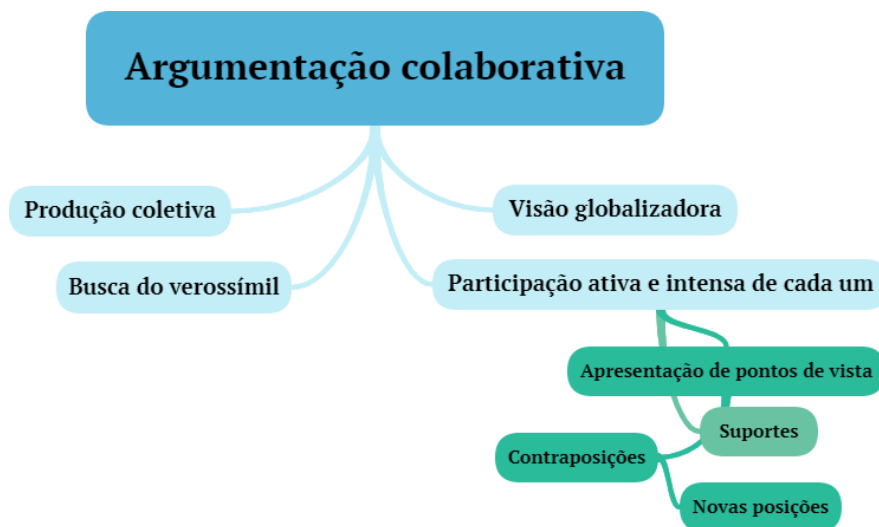 Argumentação colaborativa
Produção coletiva
Visão globalizadora
Busca do verossímil
Participação ativa e intensa de cada um
Apresentação de pontos de vista
Suportes
Contraposições
Novas posições